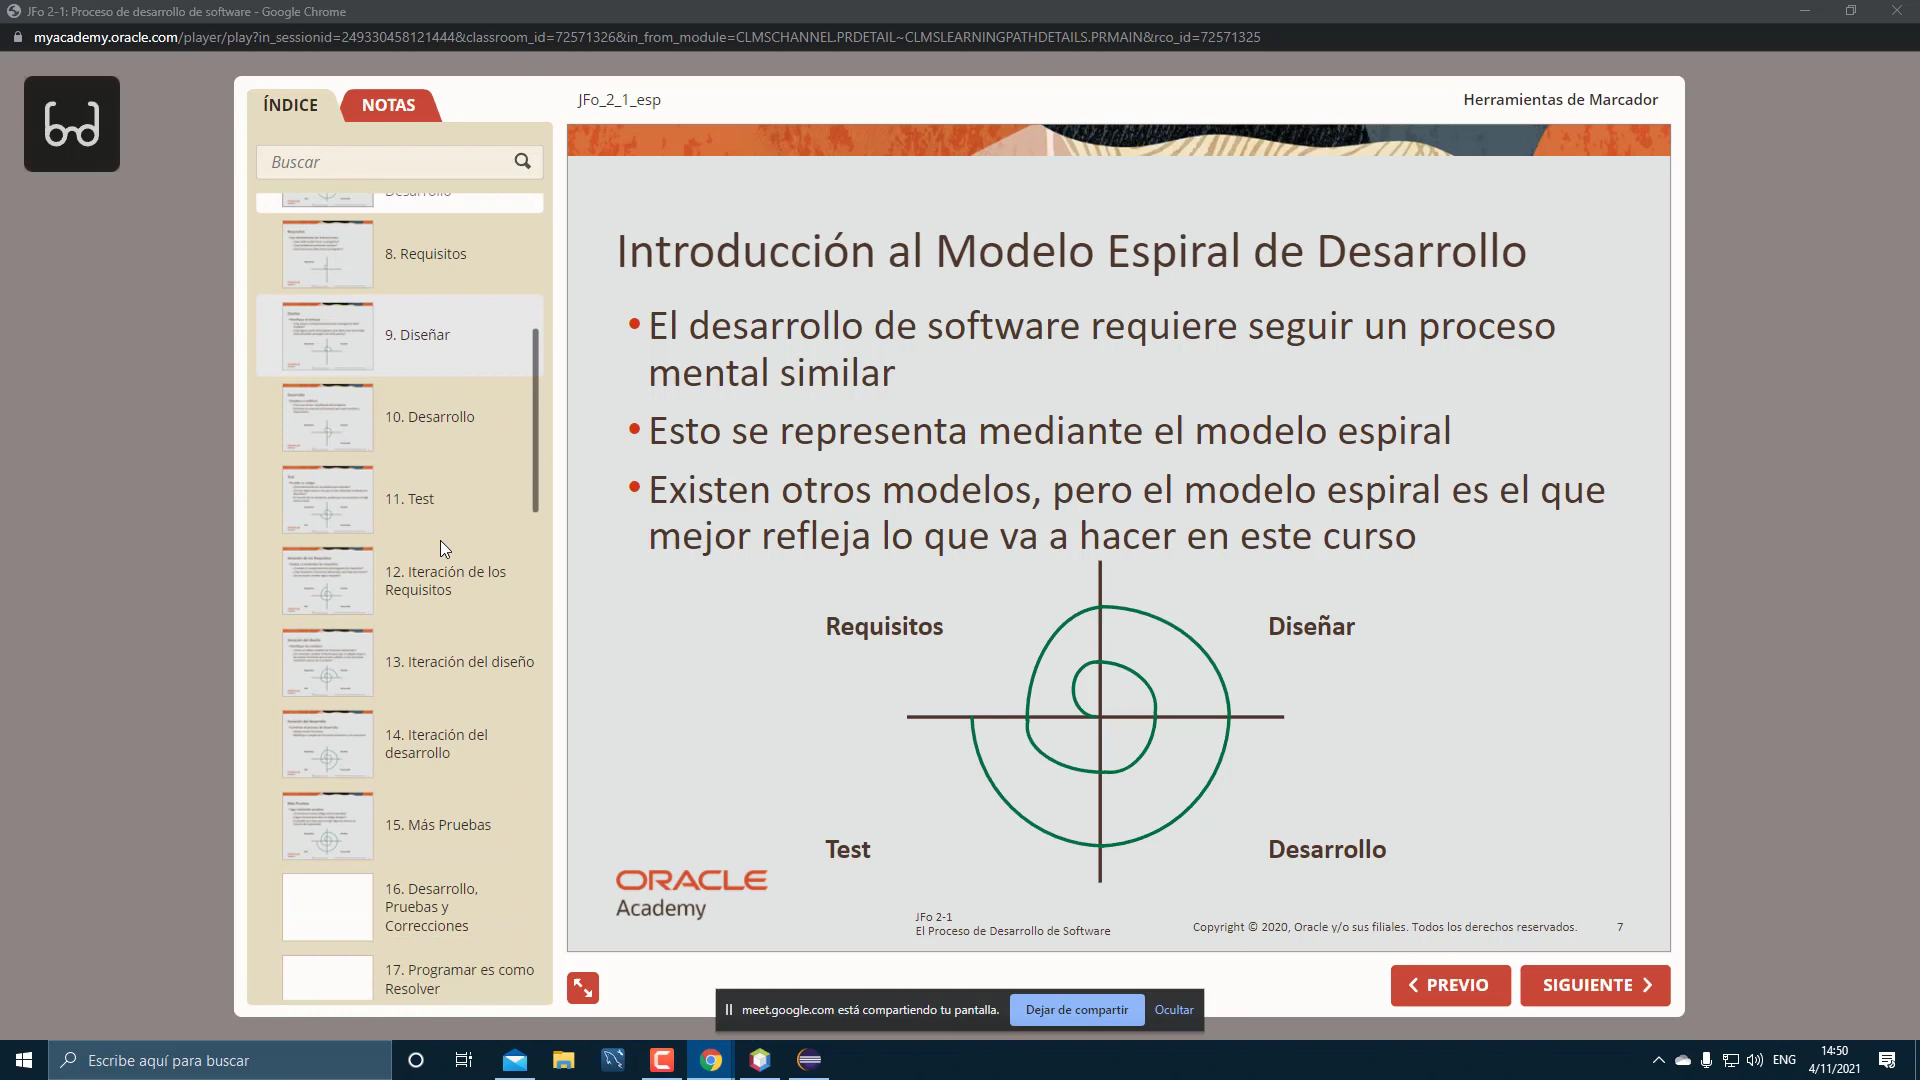 JFo 2-1: Proceso de desarrollo de software - Google Chrome
myacademy.oracle.com/player/play?in_sessionid=249330458121444&classroom_id=72571326&in_from_module=CLMSCHANNEL.PRDETAIL~CLMSLEARNINGPATHDETAILS.PRMAIN&rco_id=72571325
ÍNDICE
NOTAS
JFo_2_1_esp
Herramientas de Marcador
Buscar
Desarrollo
8. Requisitos
9. Diseñar
10. Desarrollo
11. Test
12. Iteración de los
Requisitos
13. Iteración del diseño
14. Iteración del
desarrollo
15. Más Pruebas
16. Desarrollo,
Pruebas y
Correcciones
17. Programar es como
Resolver
Introducción al Modelo Espiral de Desarrollo
• El desarrollo de software requiere seguir un proceso
mental similar
• Esto se representa mediante el modelo espiral
• Existen otros modelos, pero el modelo espiral es el que
mejor refleja lo que va a hacer en este curso
Requisitos
Diseñar
Test
Desarrollo
ORACLE
Academy
JFo 2-1
El Proceso de Desarrollo de Software
Copyright © 2020, Oracle y/o sus filiales. Todos los derechos reservados.
7
PREVIO
SIGUIENTE
meet.google.com está compartiendo tu pantalla.
Dejar de compartir
Ocultar
Escribe aquí para buscar
ENG
14:50
4/11/2021